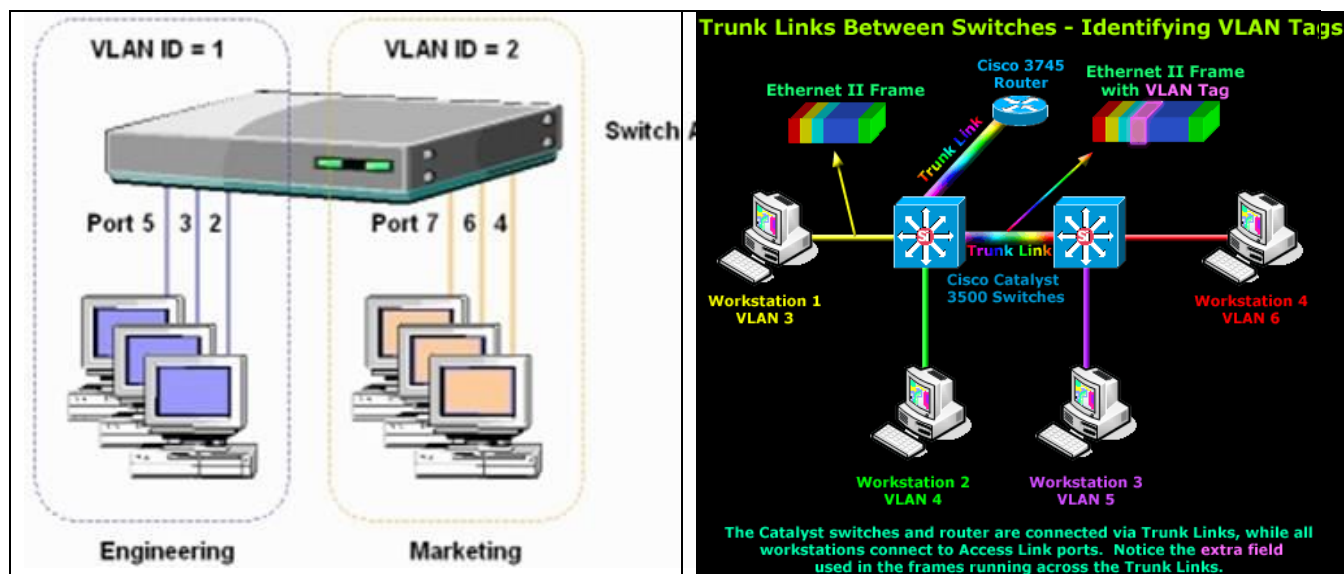 VLAN ID = 1
VLAN ID = 2
Switch A
Port 5 3 2
Port 7 6 4
Engineering
Marketing
Trunk Links Between Switches - Identifying VLAN Tags
Cisco 3745
Router
Ethernet II Frame
Ethernet II Frame
with VLAN Tag
Trunk Link
Si
Trunk Link
Si
Cisco Catalyst
3500 Switches
Workstation 1
VLAN 3
Workstation 4
VLAN 6
Workstation 2
VLAN 4
Workstation 3
VLAN 5
The Catalyst switches and router are connected via Trunk Links, while all
workstations connect to Access Link ports. Notice the extra field
used in the frames running across the Trunk Links.